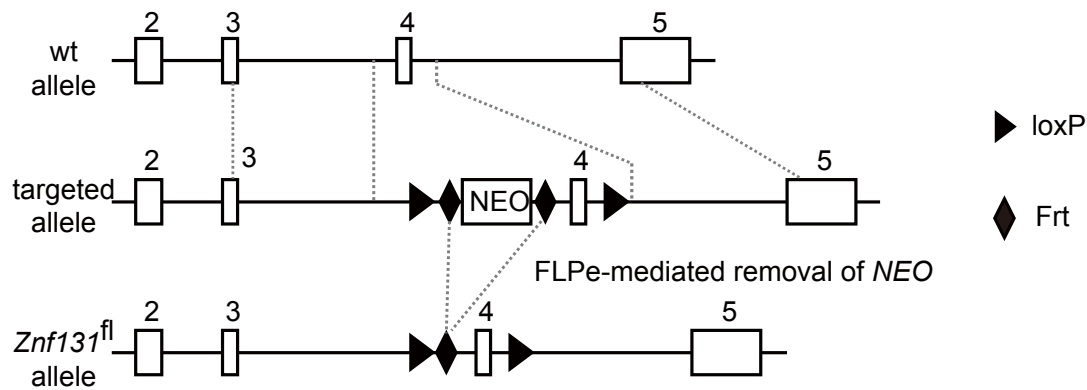 2 3 4 5
wt
allele
loxP
2 3 4 5
targeted
allele
NEO
Frt
FLPe-mediated removal of NEO
2 3 4 5
Znf131fl
allele